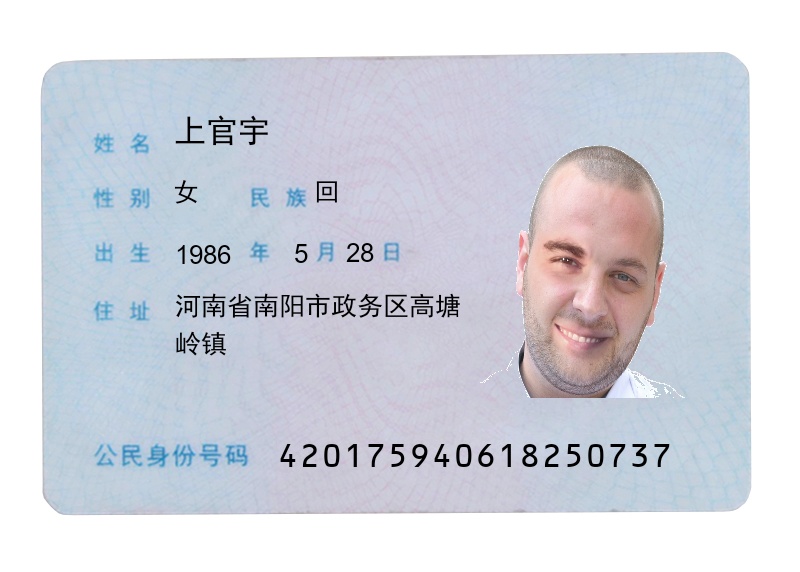 姓名 上官宇
性别 女 民族 回
出生 1986 年 5 月 28 日
住址 河南省南阳市政务区高塘
岭镇
公民身份号码 420175940618250737